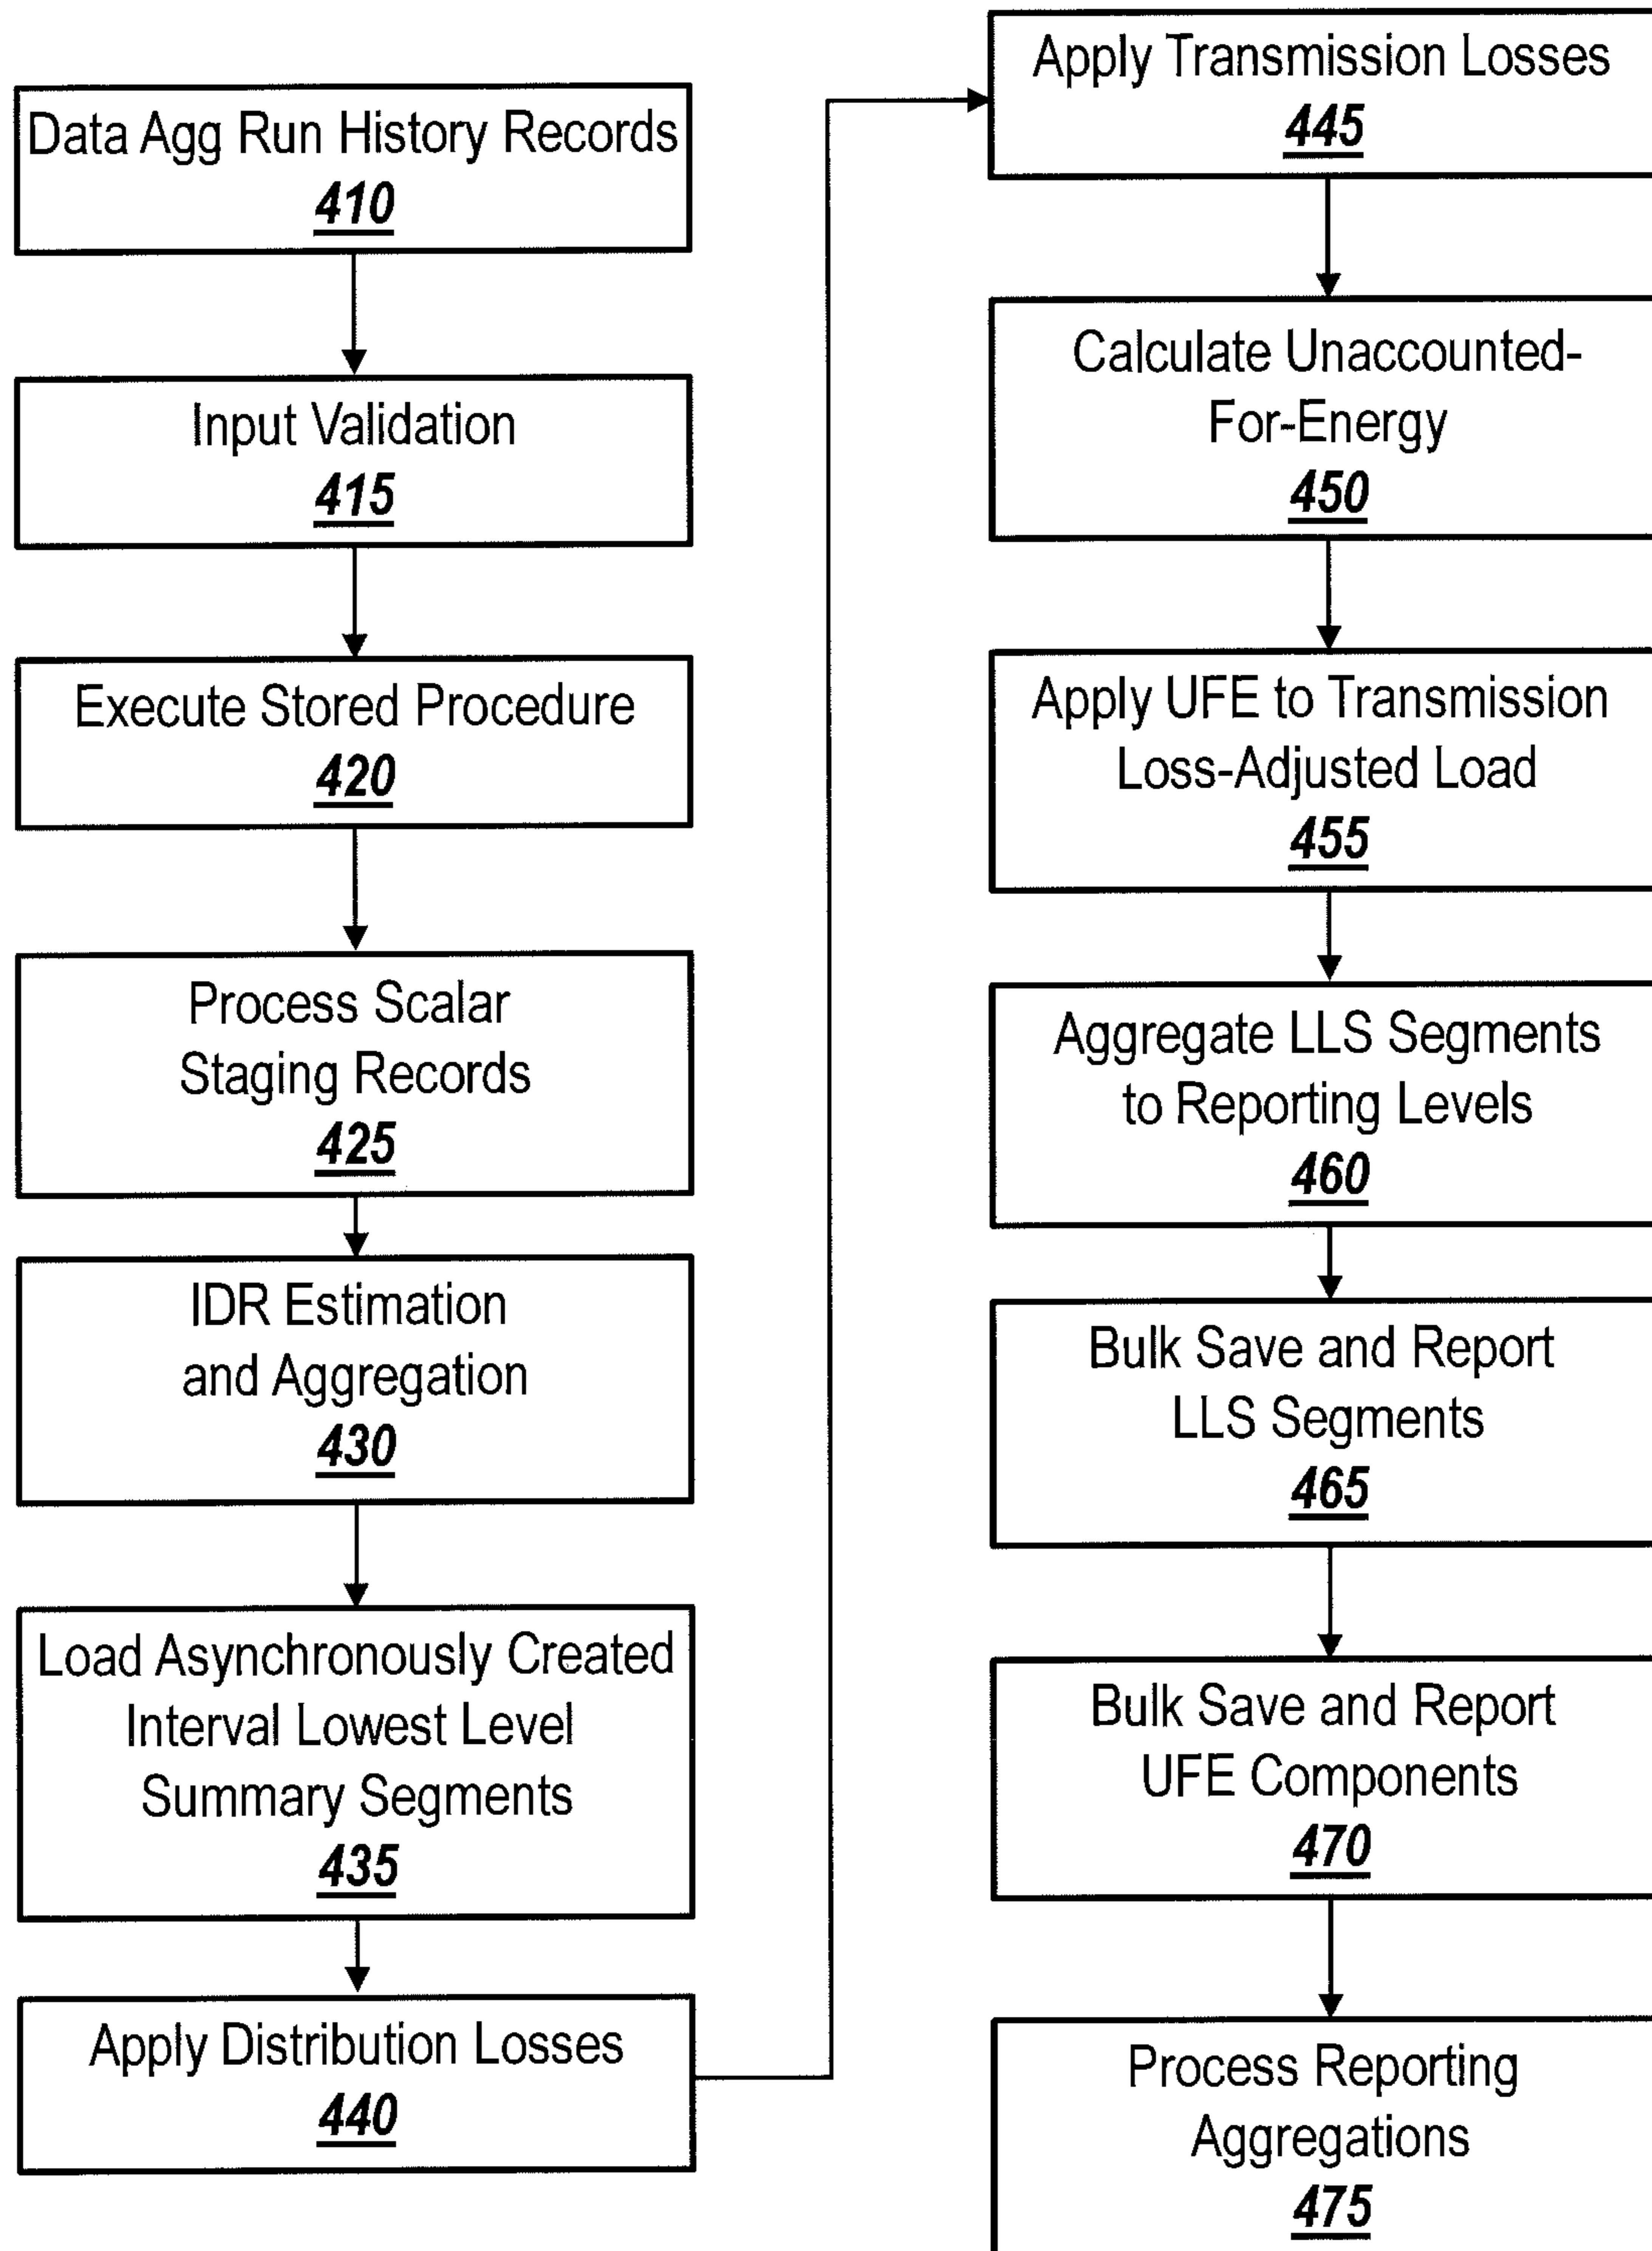 Data Agg Run History Records
410
Input Validation
415
Execute Stored Procedure
420
Process Scalar
Staging Records
425
IDR Estimation
and Aggregation
430
Load Asynchronously Created
Interval Lowest Level
Summary Segments
435
Apply Distribution Losses
440
Apply Transmission Losses
445
Calculate Unaccounted-
For-Energy
450
Apply UFE to Transmission
Loss-Adjusted Load
455
Aggregate LLS Segments
to Reporting Levels
460
Bulk Save and Report
LLS Segments
465
Bulk Save and Report
UFE Components
470
Process Reporting
Aggregations
475